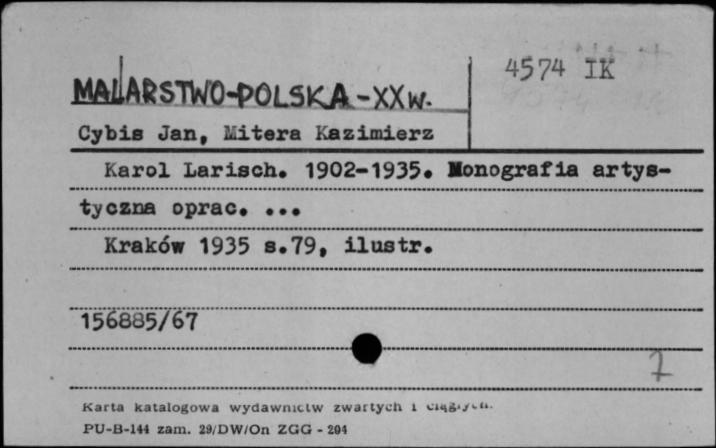 4574 IK
MALARSTWO-POLSKA-XXw.
Cybis Jan, Mitera Kazimierz
Karol Larisch. 1902-1935. Monografia artys-
tyczna oprac. ...
Kraków 1935 s.79, ilustr.
156885/67
7
Karta katalogowa wydawnictw zwartych i ciągłych.
PU-B-144 zam. 29/DW/On ZGG - 204